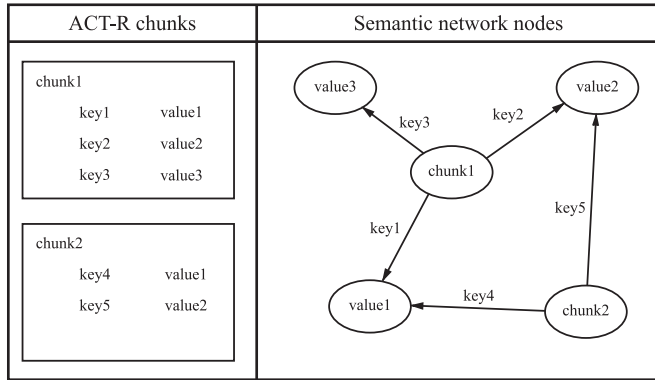 ACT-R chunks
Semantic network nodes
chunk1
key1 value1
key2 value2
key3 value3
chunk2
key4 value1
key5 value2
value3
value2
key3
key2
chunk1
key5
key1
key4
value1
chunk2